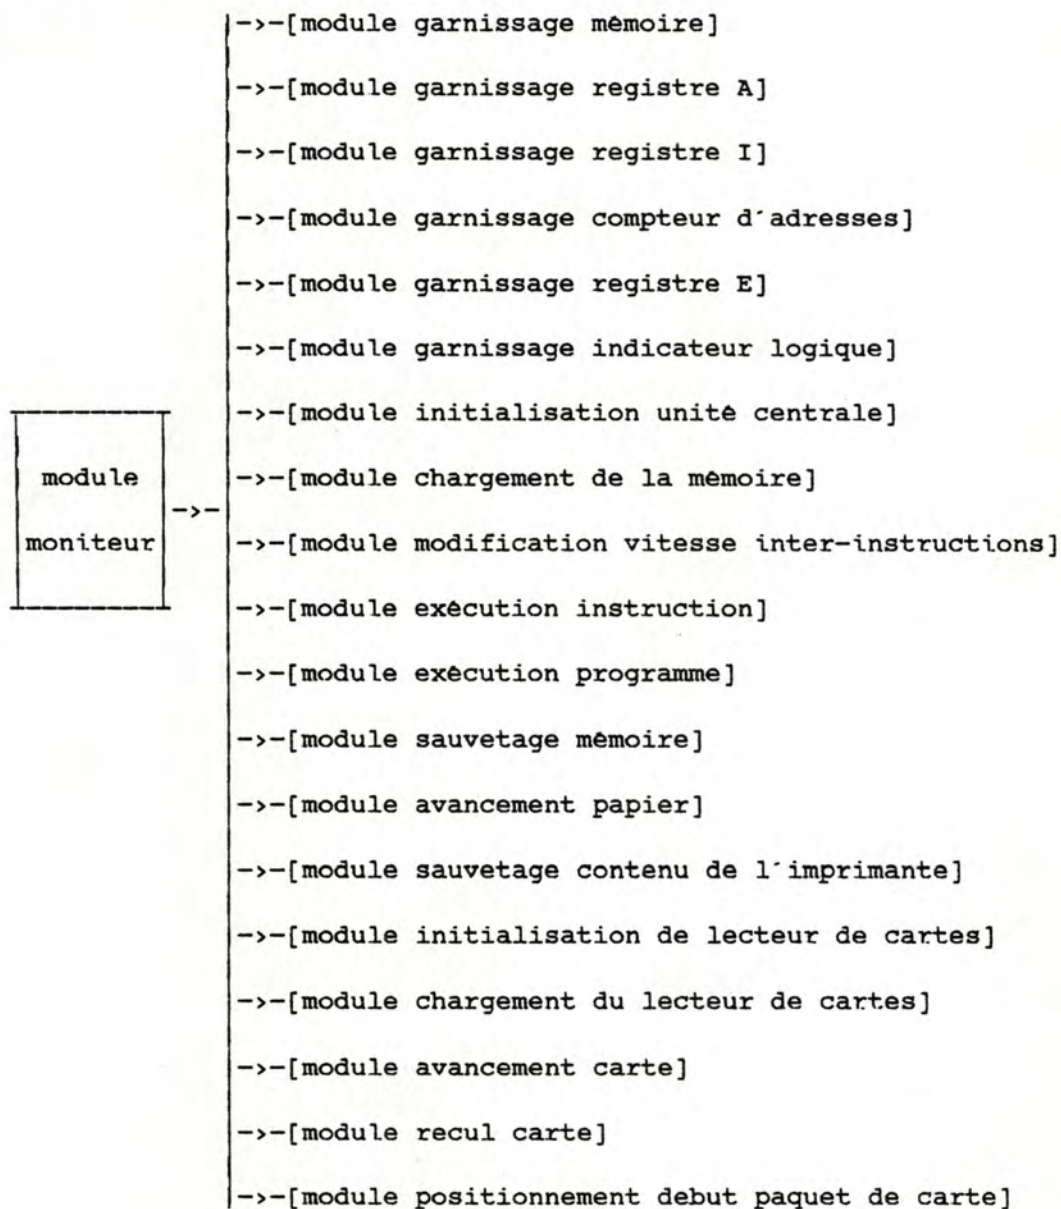 ->-[module garnissage mémoire]
->-[module garnissage registre A]
->-[module garnissage registre I]
->-[module garnissage compteur d´adresses]
->-[module garnissage registre E]
->-[module garnissage indicateur logique]
->-[module initialisation unité centrale]
module
->-[module chargement de la mémoire]
->-
moniteur
->-[module modification vitesse inter-instructions]
->-[module exécution instruction]
->-[module exécution programme]
->-[module sauvetage mémoire]
->-[module avancement papier]
->-[module sauvetage contenu de l´imprimante]
->-[module initialisation de lecteur de cartes]
->-[module chargement du lecteur de cartes]
->-[module avancement carte]
->-[module recul carte]
->-[module positionnement debut paquet de carte]